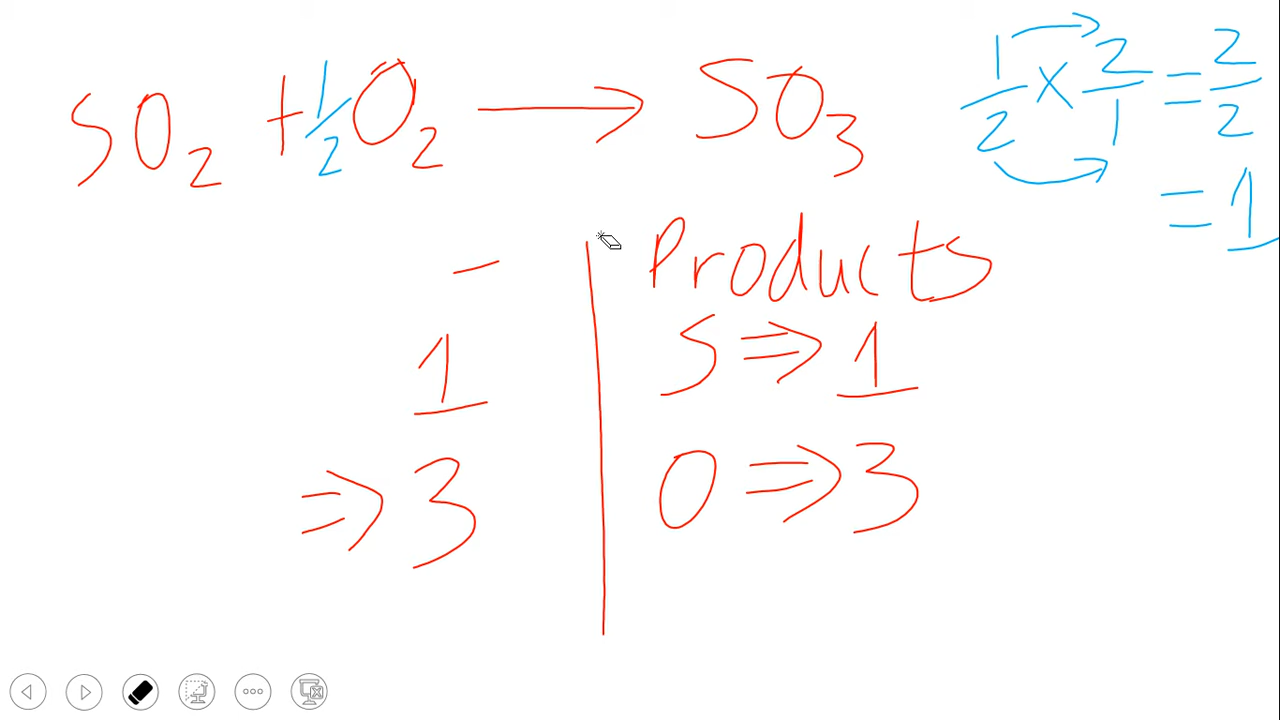 SO₂ + 1/2 O₂ → SO₃
1/2 × 2/1 = 2/2
= 1
Products
1
S ⇒ 1
⇒ 3
O ⇒ 3